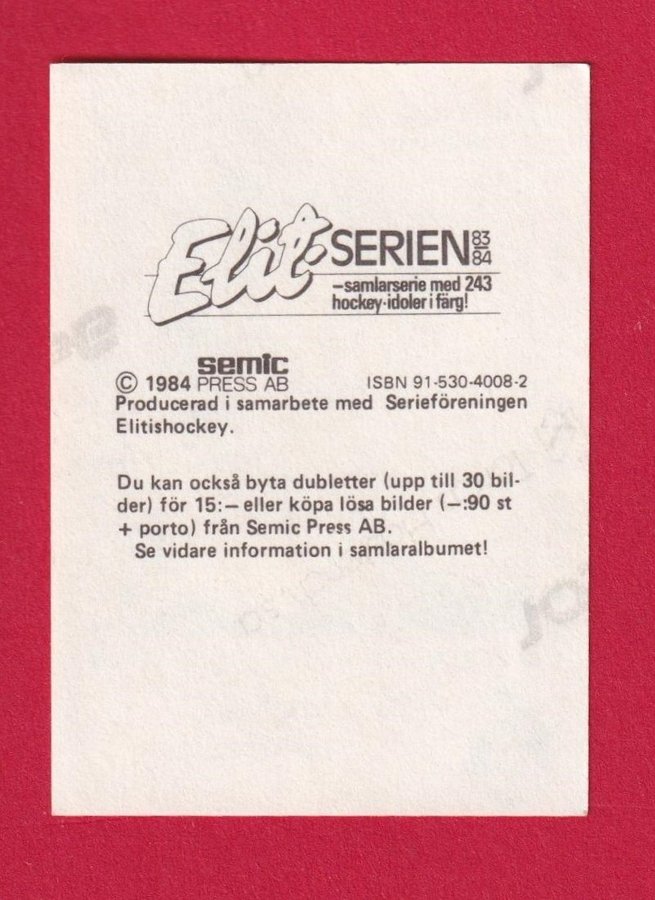 Elit-SERIEN 83/84
–samlarserie med 243
hockey-idoler i färg!
semic
© 1984 PRESS AB ISBN 91-530-4008-2
Producerad i samarbete med Serieföreningen
Elitishockey.
Du kan också byta dubletter (upp till 30 bil-
der) för 15:– eller köpa lösa bilder (–:90 st
+ porto) från Semic Press AB.
Se vidare information i samlaralbumet!